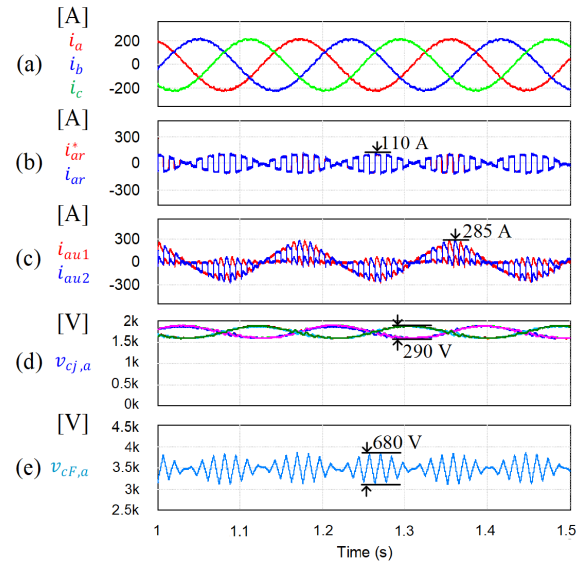 [A]
200
0
-200
(a)
i_a
i_b
i_c
[A]
300
0
-300
(b)
i*_ar
i_ar
110 A
[A]
300
0
-300
(c)
i_au1
i_au2
285 A
[V]
2k
1.5k
1k
0.5k
0k
(d)
v_cj,a
290 V
[V]
4.5k
4k
3.5k
3k
2.5k
(e)
v_cF,a
680 V
1 1.1 1.2 1.3 1.4 1.5
Time (s)